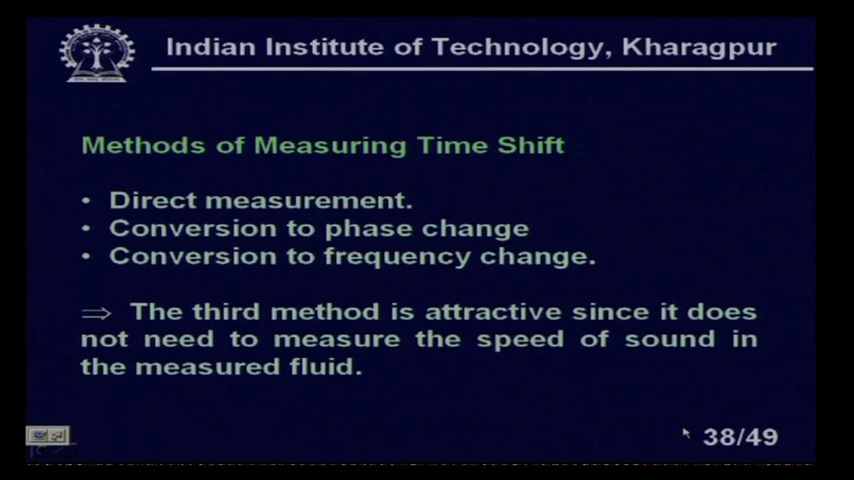 Indian Institute of Technology, Kharagpur
Methods of Measuring Time Shift
• Direct measurement.
• Conversion to phase change
• Conversion to frequency change.
⇒ The third method is attractive since it does
not need to measure the speed of sound in
the measured fluid.
38/49